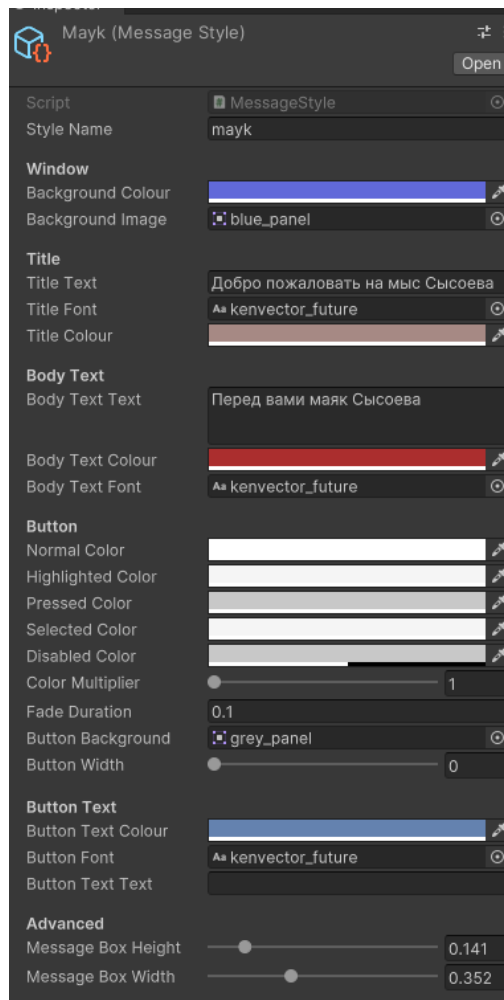 Mayk (Message Style)
Open
Script MessageStyle
Style Name mayk
Window
Background Colour
Background Image blue_panel
Title
Title Text Добро пожаловать на мыс Сысоева
Title Font Aa kenvector_future
Title Colour
Body Text
Body Text Text Перед вами маяк Сысоева
Body Text Colour
Body Text Font Aa kenvector_future
Button
Normal Color
Highlighted Color
Pressed Color
Selected Color
Disabled Color
Color Multiplier 1
Fade Duration 0.1
Button Background grey_panel
Button Width 0
Button Text
Button Text Colour
Button Font Aa kenvector_future
Button Text Text
Advanced
Message Box Height 0.141
Message Box Width 0.352